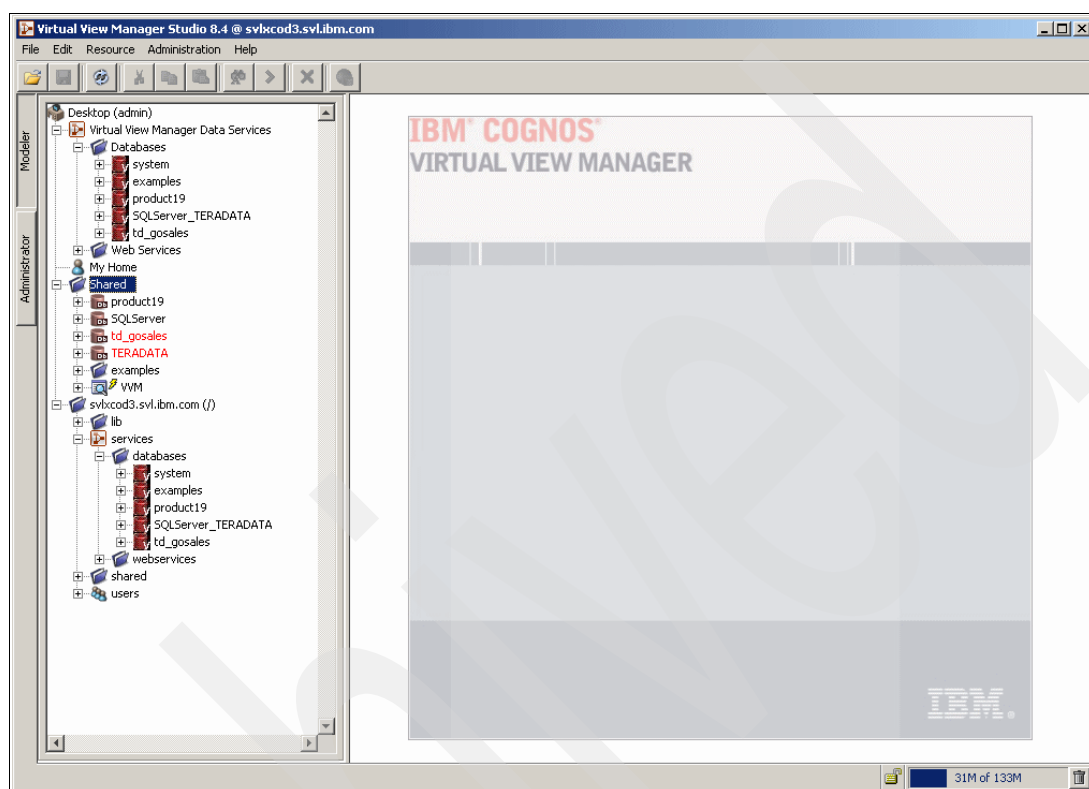 Virtual View Manager Studio 8.4 @ svlxcod3.svl.ibm.com
File Edit Resource Administration Help
Modeler
Administrator
Desktop (admin)
Virtual View Manager Data Services
Databases
system
examples
product19
SQLServer_TERADATA
td_gosales
Web Services
My Home
Shared
product19
SQLServer
td_gosales
TERADATA
examples
VVM
svlxcod3.svl.ibm.com (/)
lib
services
databases
system
examples
product19
SQLServer_TERADATA
td_gosales
webservices
shared
users
IBM® COGNOS®
VIRTUAL VIEW MANAGER
IBM.
31M of 133M